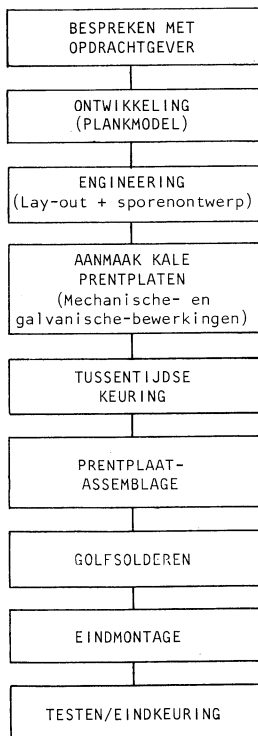 BESPREKEN MET
OPDRACHTGEVER
ONTWIKKELING
(PLANKMODEL)
ENGINEERING
(Lay-out + sporenontwerp)
AANMAAK KALE
PRENTPLATEN
(Mechanische- en
galvanische-bewerkingen)
TUSSENTIJDSE
KEURING
PRENTPLAAT-
ASSEMBLAGE
GOLFSOLDEREN
EINDMONTAGE
TESTEN/EINDKEURING